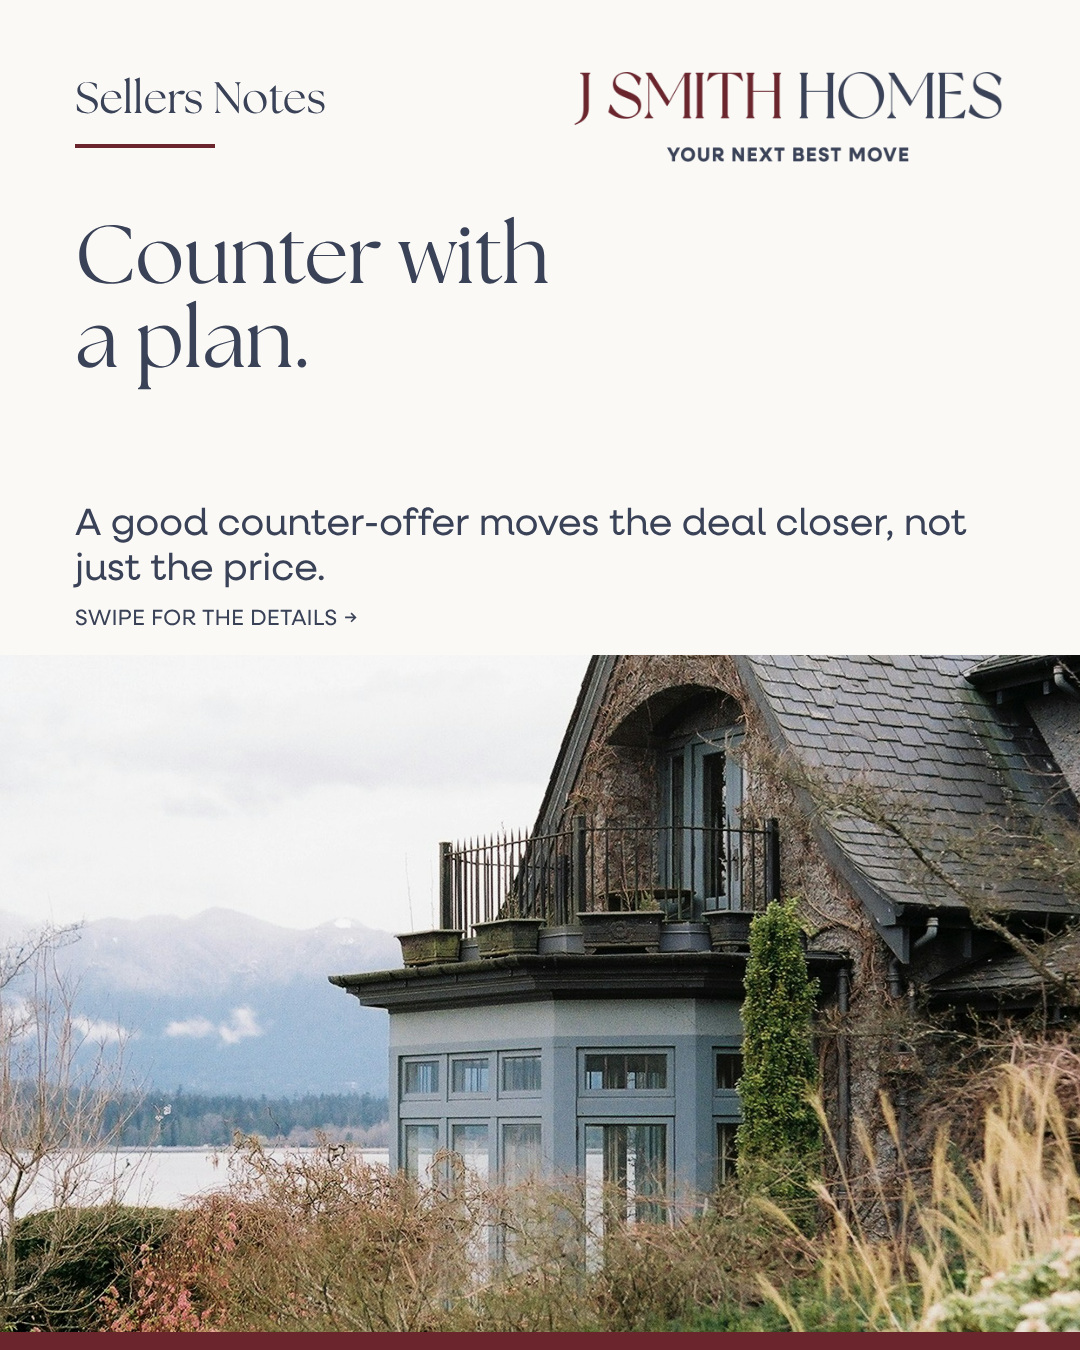 Sellers Notes
J SMITH HOMES
YOUR NEXT BEST MOVE
Counter with
a plan.
A good counter-offer moves the deal closer, not
just the price.
SWIPE FOR THE DETAILS →